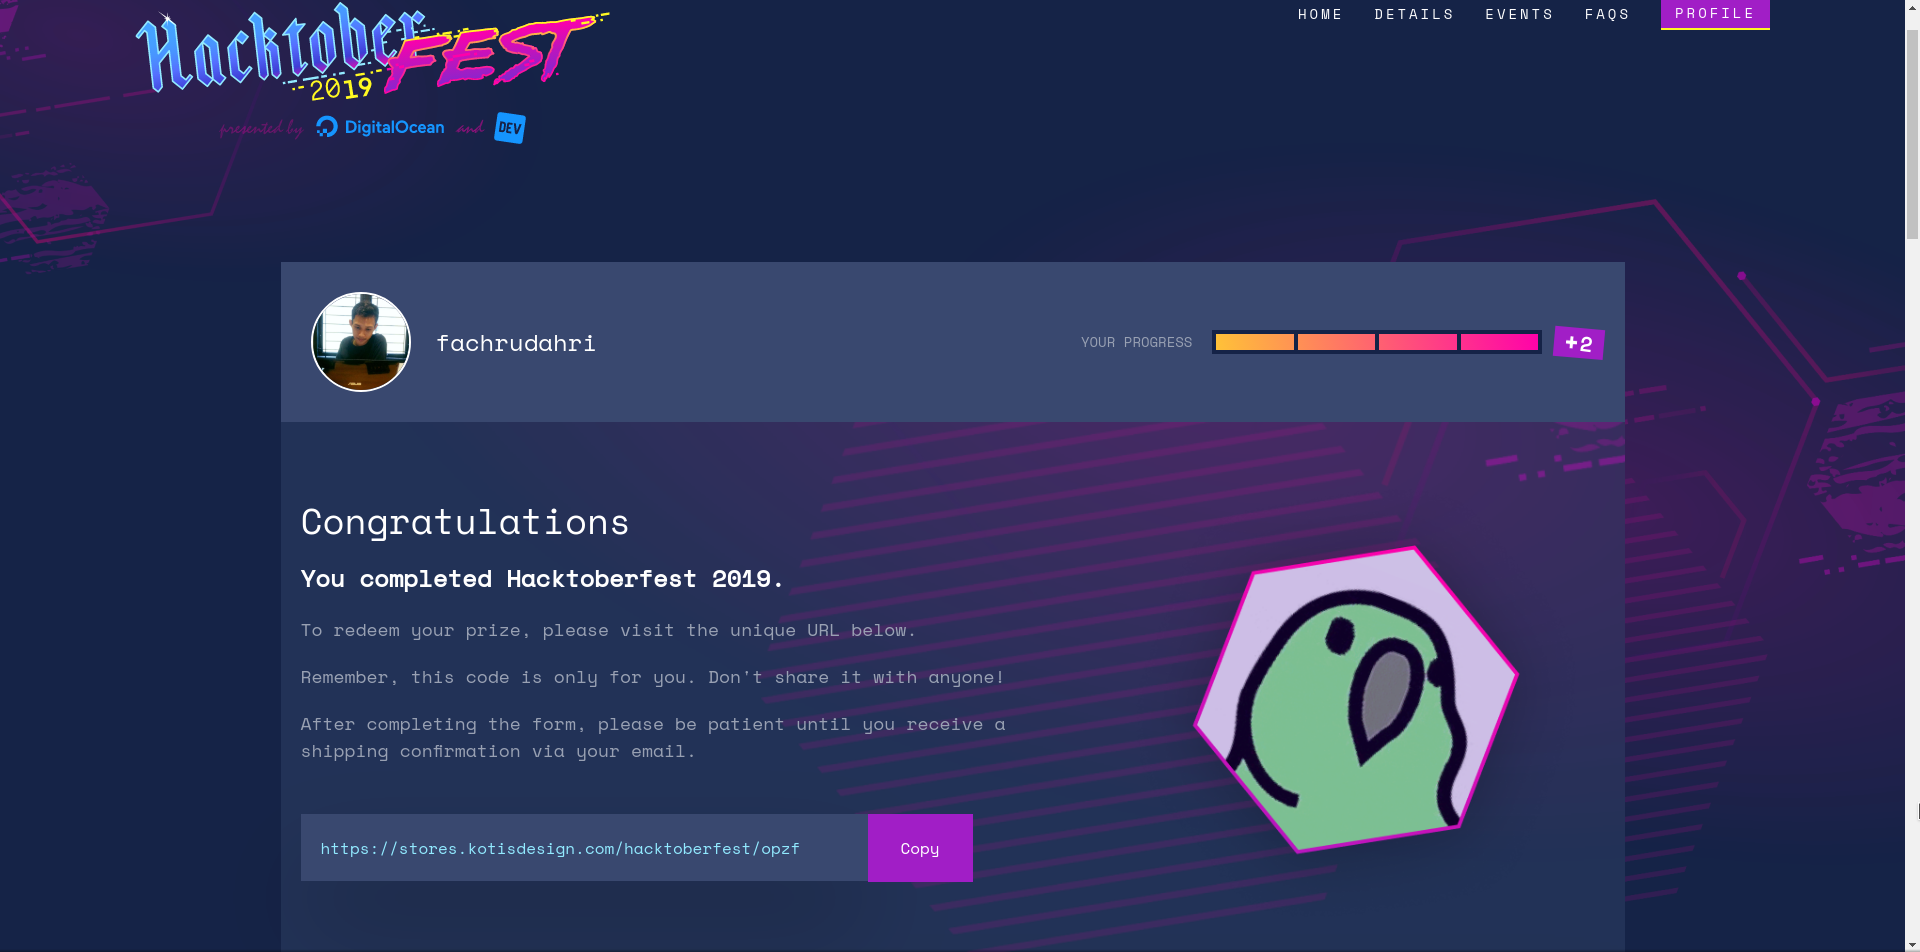 Hacktober FEST
2019
presented by DigitalOcean and DEV
HOME DETAILS EVENTS FAQS PROFILE
fachrudahri
YOUR PROGRESS +2
Congratulations
You completed Hacktoberfest 2019.
To redeem your prize, please visit the unique URL below.
Remember, this code is only for you. Don't share it with anyone!
After completing the form, please be patient until you receive a
shipping confirmation via your email.
https://stores.kotisdesign.com/hacktoberfest/opzf
Copy